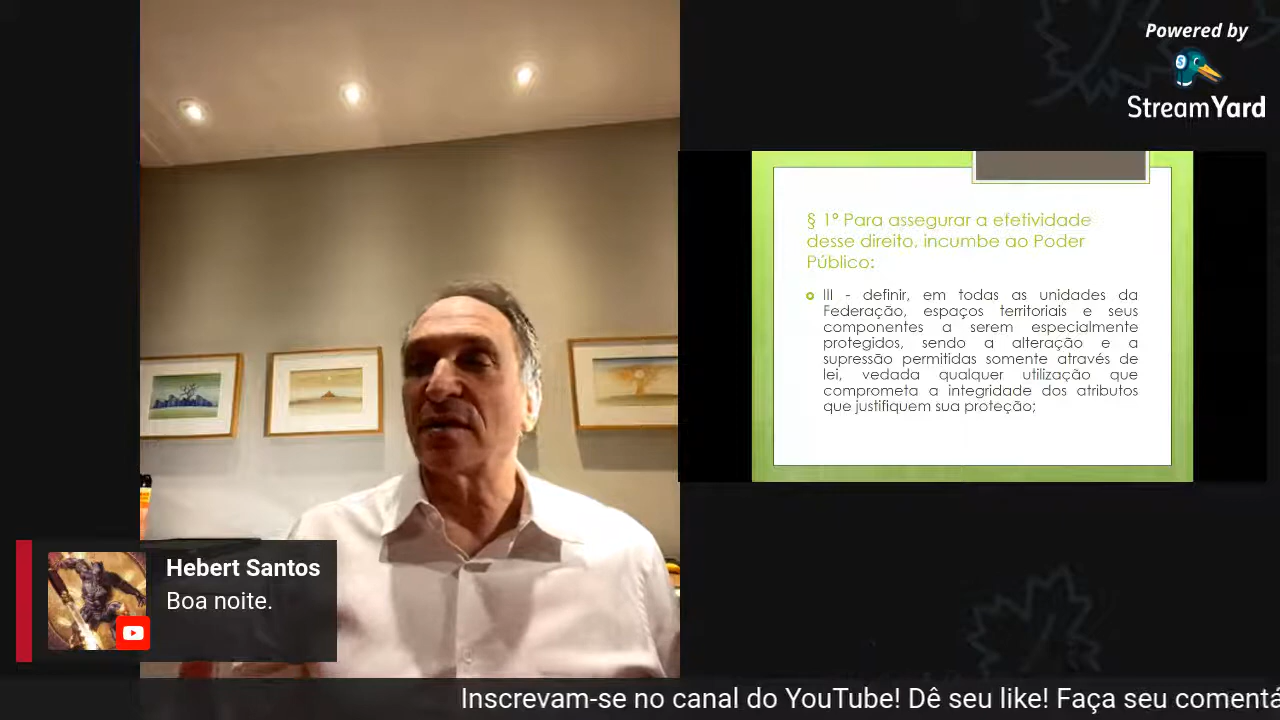 Powered by
StreamYard
§ 1º Para assegurar a efetividade
desse direito, incumbe ao Poder
Público:
III - definir, em todas as unidades da
Federação, espaços territoriais e seus
componentes a serem especialmente
protegidos, sendo a alteração e a
supressão permitidas somente através de
lei, vedada qualquer utilização que
comprometa a integridade dos atributos
que justifiquem sua proteção;
Hebert Santos
Boa noite.
Inscrevam-se no canal do YouTube! Dê seu like! Faça seu comentá